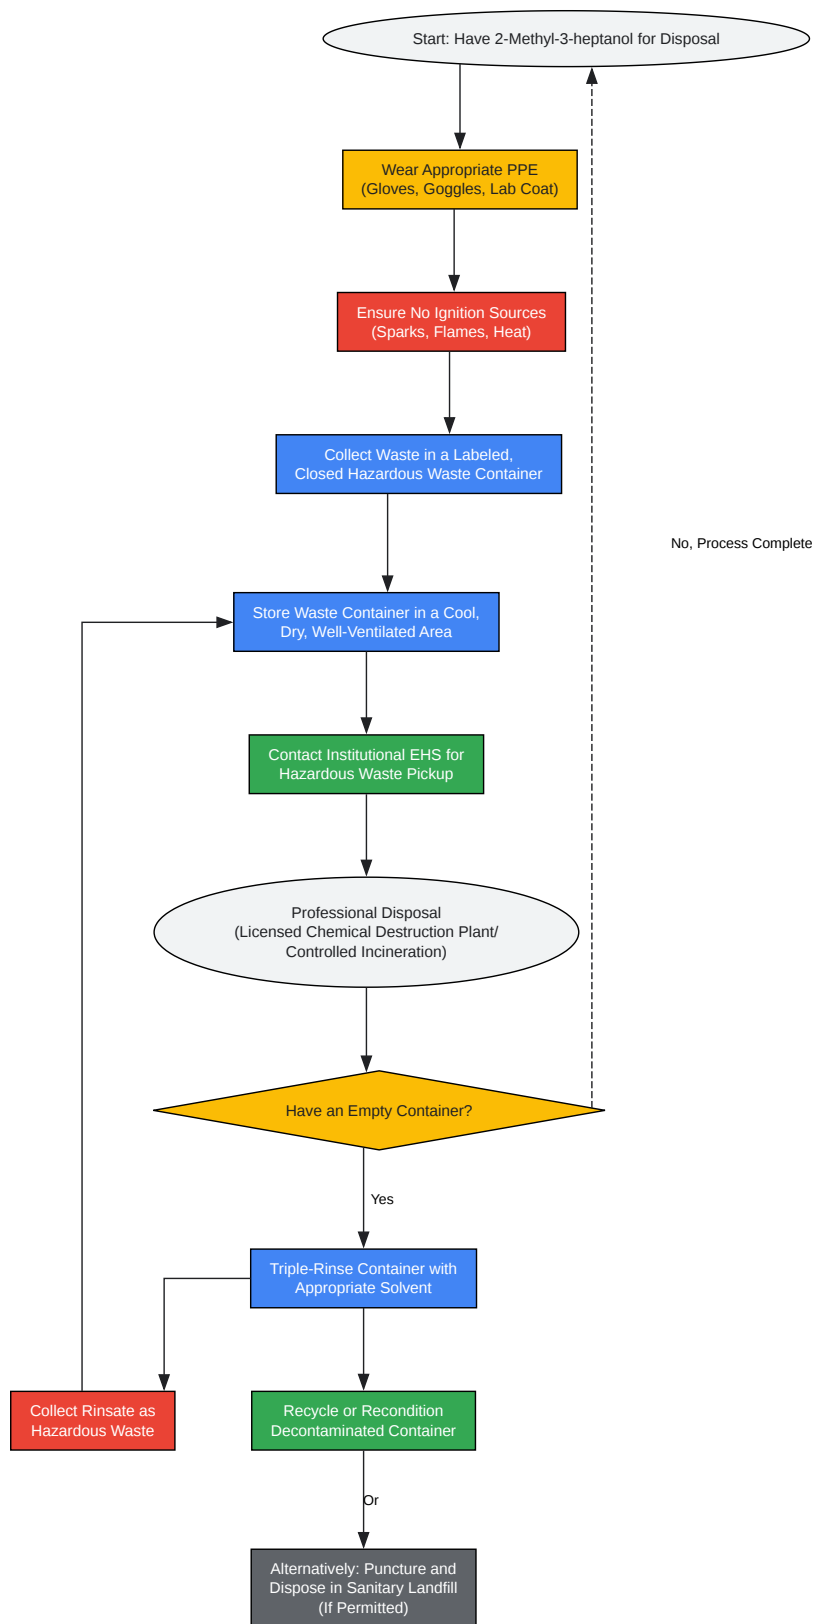 Start: Have 2-Methyl-3-heptanol for Disposal
Wear Appropriate PPE
(Gloves, Goggles, Lab Coat)
Ensure No Ignition Sources
(Sparks, Flames, Heat)
Collect Waste in a Labeled,
Closed Hazardous Waste Container
No, Process Complete
Store Waste Container in a Cool,
Dry, Well-Ventilated Area
Contact Institutional EHS for
Hazardous Waste Pickup
Professional Disposal
(Licensed Chemical Destruction Plant/
Controlled Incineration)
Have an Empty Container?
Yes
Triple-Rinse Container with
Appropriate Solvent
Collect Rinsate as
Hazardous Waste
Recycle or Recondition
Decontaminated Container
Or
Alternatively: Puncture and
Dispose in Sanitary Landfill
(If Permitted)